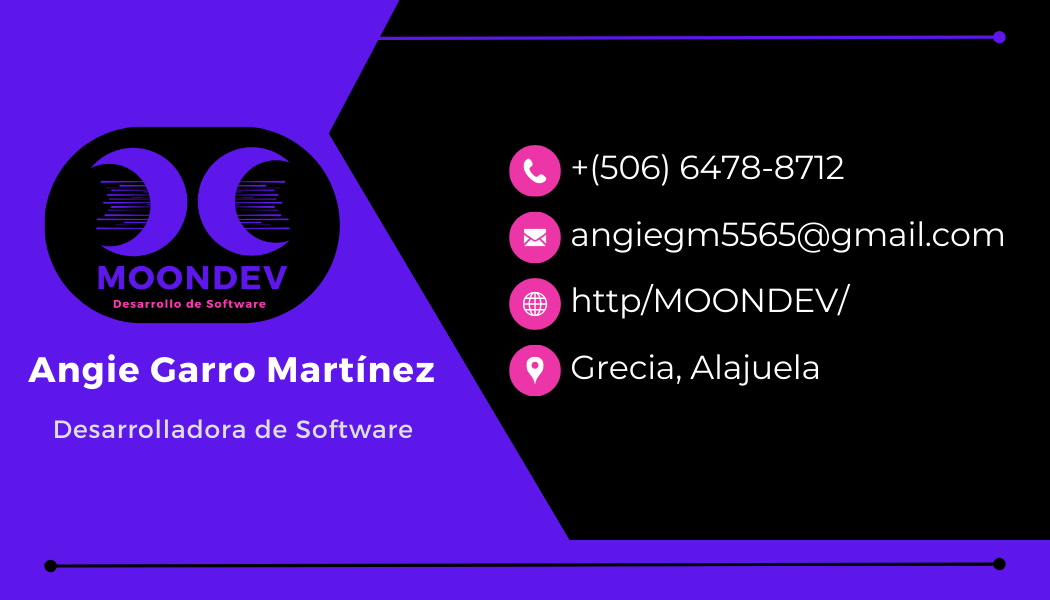 MOONDEV
Desarrollo de Software
Angie Garro Martínez
Desarrolladora de Software
+(506) 6478-8712
angiegm5565@gmail.com
http/MOONDEV/
Grecia, Alajuela